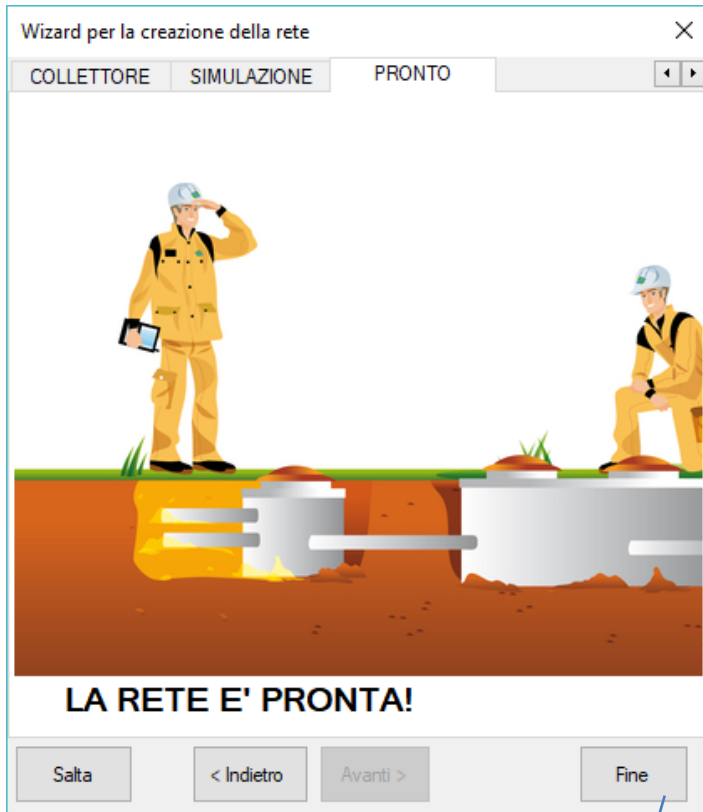 Wizard per la creazione della rete
COLLETTORE SIMULAZIONE PRONTO
LA RETE E' PRONTA!
Salta < Indietro Avanti > Fine